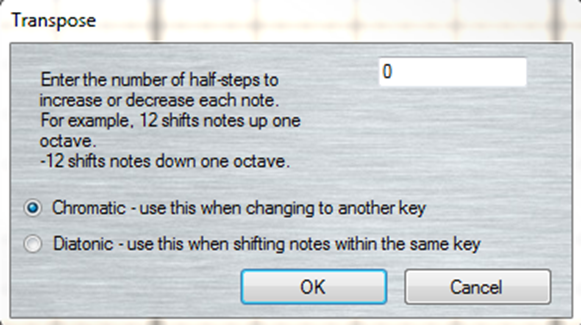 Transpose
Enter the number of half-steps to
increase or decrease each note.
For example, 12 shifts notes up one
octave.
-12 shifts notes down one octave.
0
Chromatic - use this when changing to another key
Diatonic - use this when shifting notes within the same key
OK
Cancel